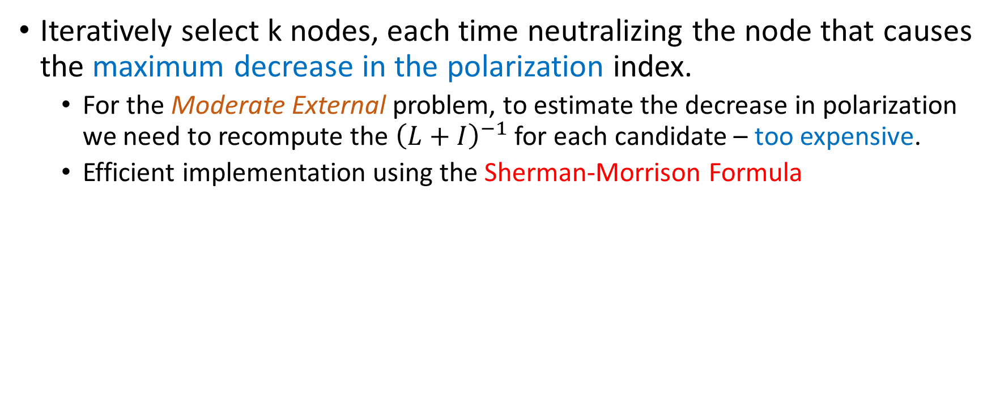 • Iteratively select k nodes, each time neutralizing the node that causes
the maximum decrease in the polarization index.
• For the Moderate External problem, to estimate the decrease in polarization
we need to recompute the (L + I)⁻¹ for each candidate – too expensive.
• Efficient implementation using the Sherman-Morrison Formula